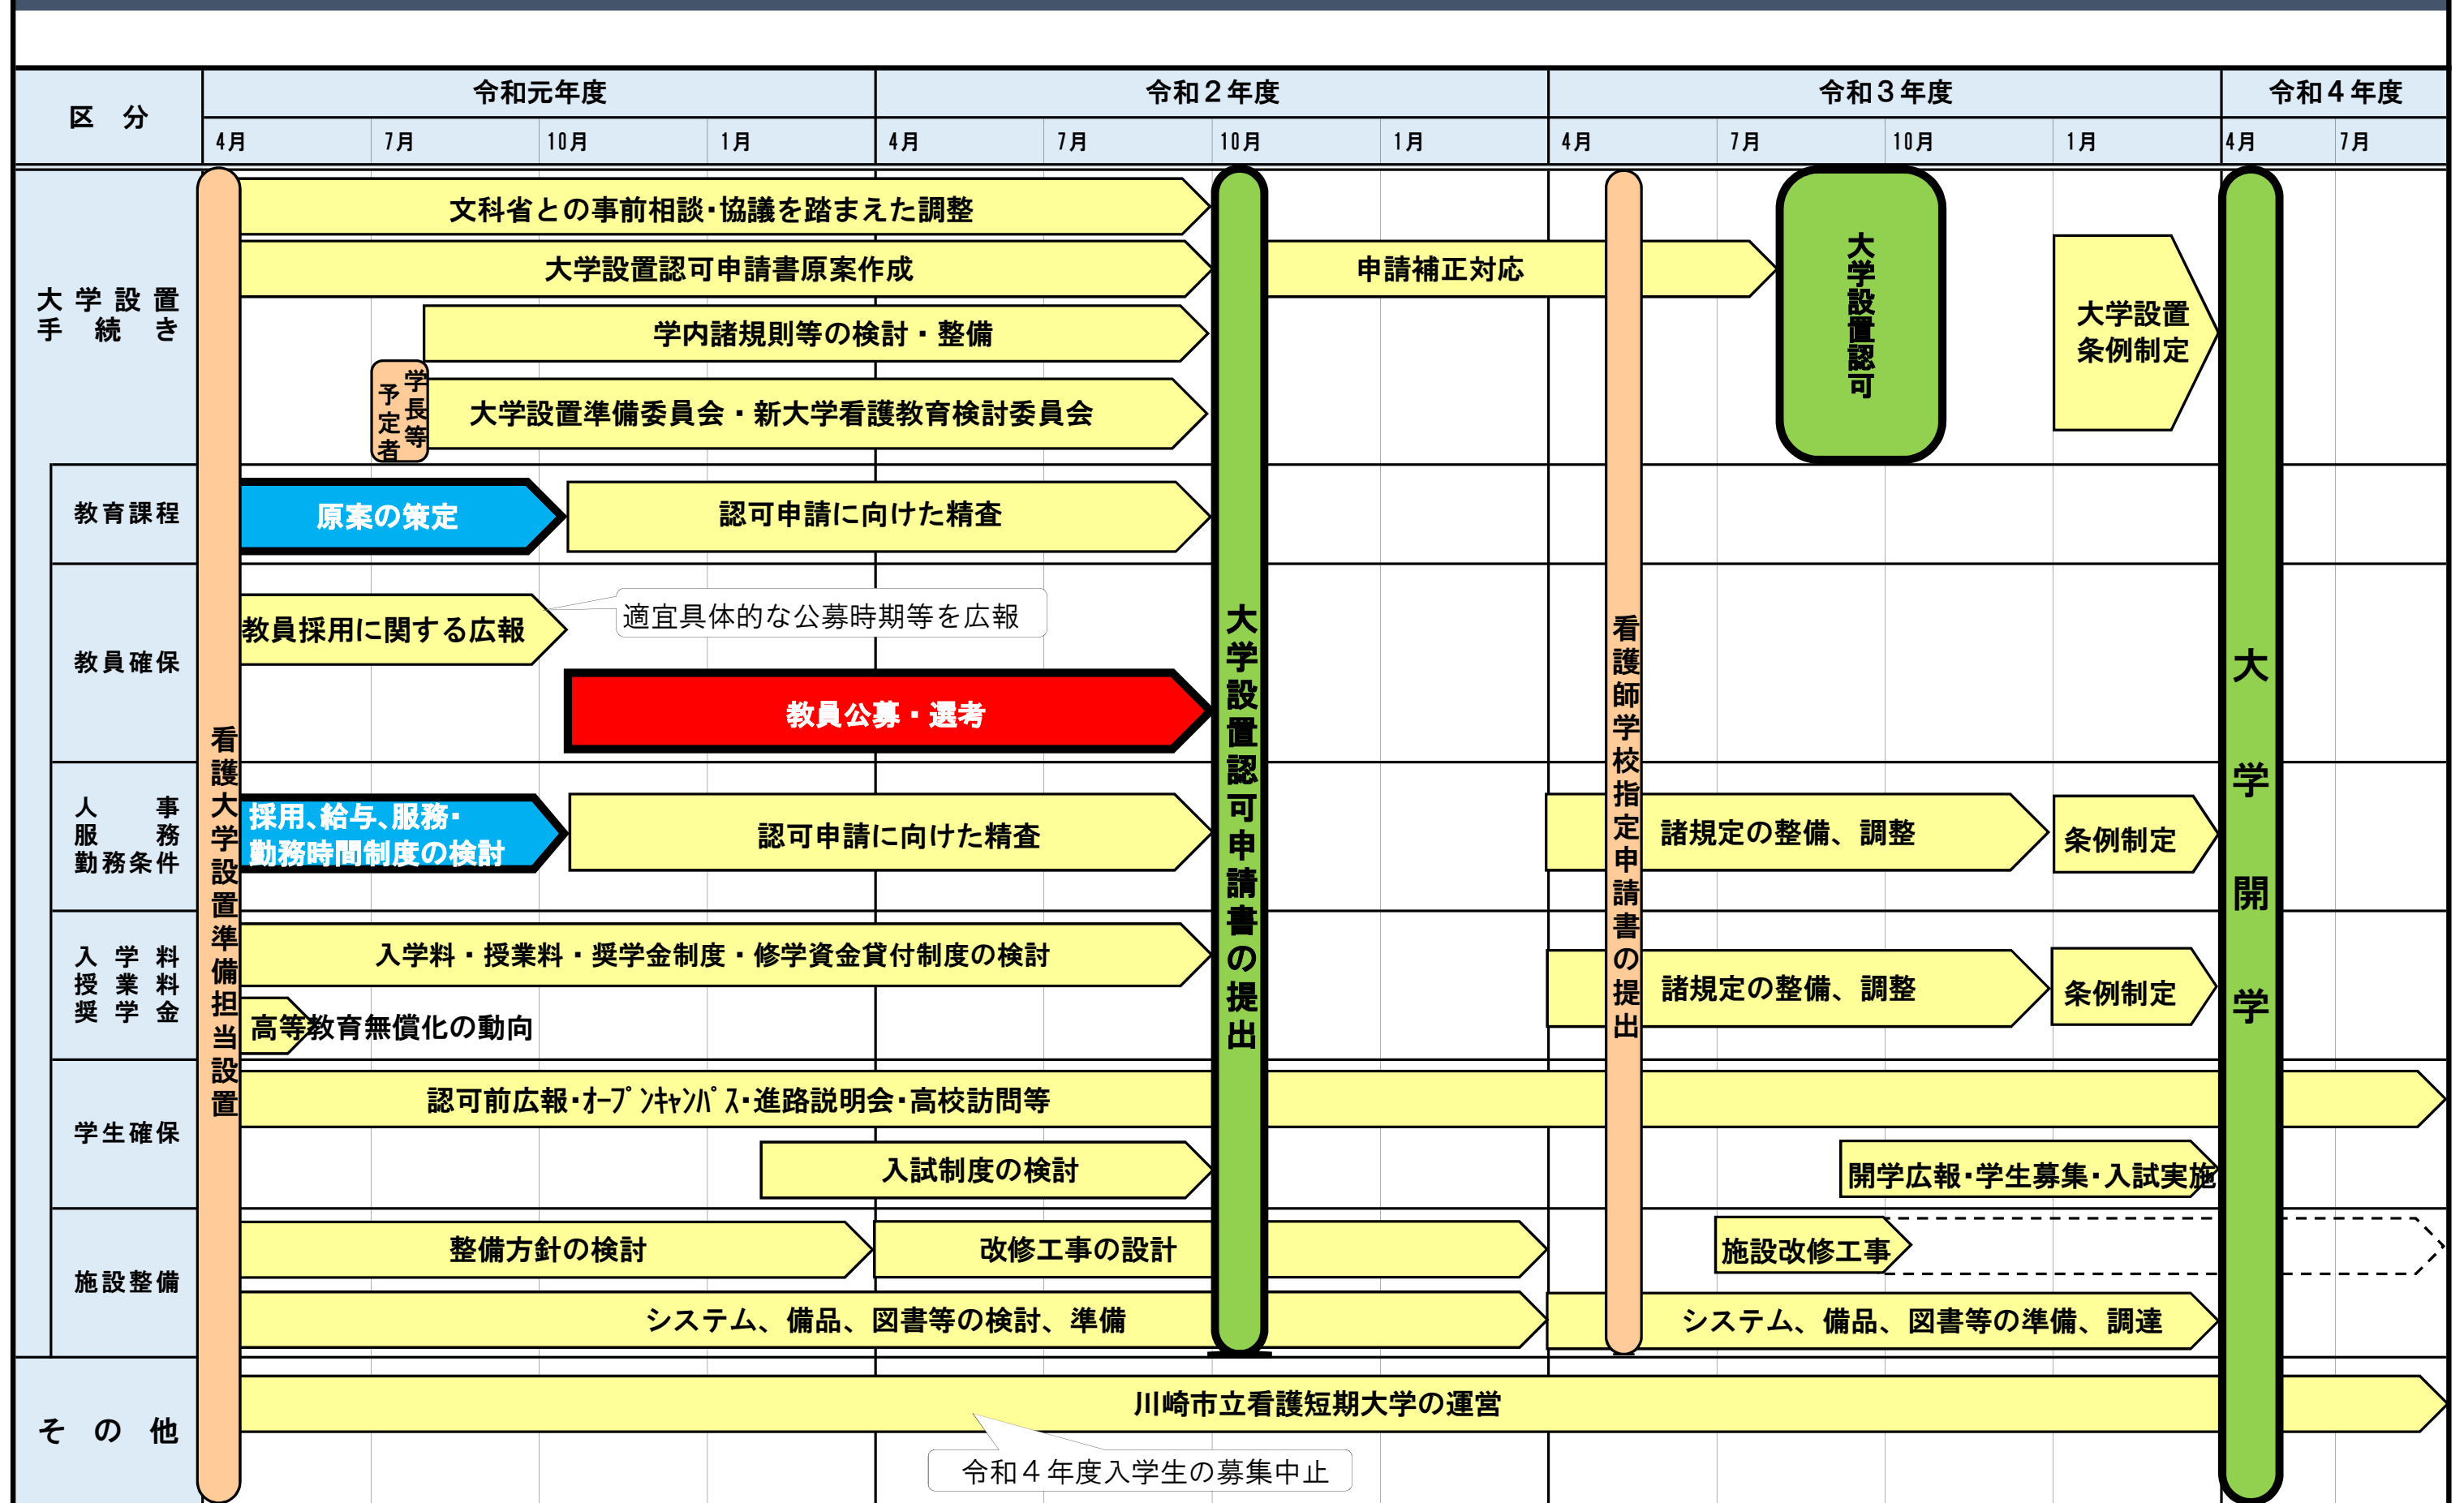 区 分
令和元年度
令和２年度
令和３年度
令和４年度
4月
7月
10月
1月
4月
7月
10月
1月
4月
7月
10月
1月
4月
7月
大学設置
手続き
文科省との事前相談・協議を踏まえた調整
大学設置認可申請書原案作成
申請補正対応
学内諸規則等の検討・整備
学長等
予定者
大学設置準備委員会・新大学看護教育検討委員会
大学設置認可
大学設置
条例制定
看護大学設置準備担当設置
大学設置認可申請書の提出
看護師学校指定申請書の提出
大学開学
教育課程
原案の策定
認可申請に向けた精査
教員確保
教員採用に関する広報
適宜具体的な公募時期等を広報
教員公募・選考
人事
服務
勤務条件
採用、給与、服務・
勤務時間制度の検討
認可申請に向けた精査
諸規定の整備、調整
条例制定
入学料
授業料
奨学金
入学料・授業料・奨学金制度・修学資金貸付制度の検討
高等教育無償化の動向
諸規定の整備、調整
条例制定
学生確保
認可前広報・ｵｰﾌﾟﾝｷｬﾝﾊﾟｽ・進路説明会・高校訪問等
入試制度の検討
開学広報・学生募集・入試実施
施設整備
整備方針の検討
改修工事の設計
施設改修工事
システム、備品、図書等の検討、準備
システム、備品、図書等の準備、調達
その他
川崎市立看護短期大学の運営
令和４年度入学生の募集中止